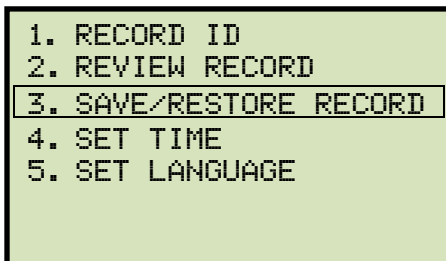 1. RECORD ID
2. REVIEW RECORD
3. SAVE/RESTORE RECORD
4. SET TIME
5. SET LANGUAGE